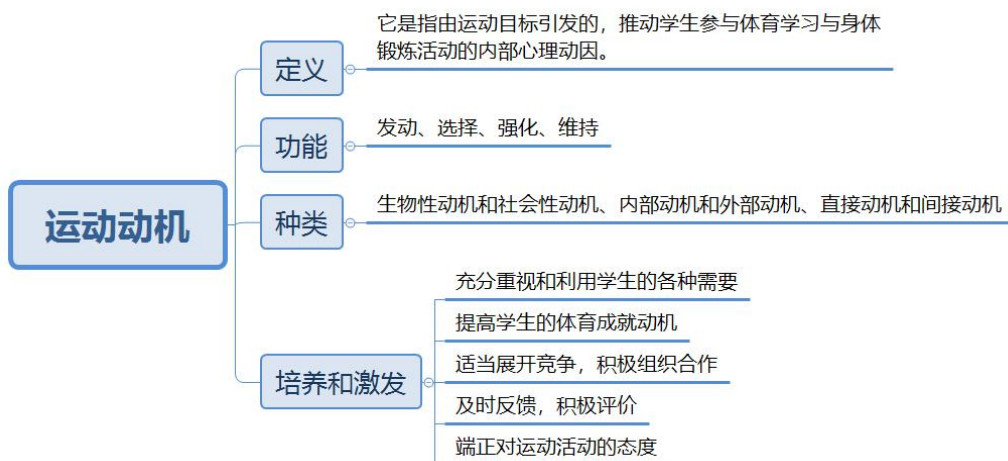 运动动机
定义
它是指由运动目标引发的，推动学生参与体育学习与身体
锻炼活动的内部心理动因。
功能
发动、选择、强化、维持
种类
生物性动机和社会性动机、内部动机和外部动机、直接动机和间接动机
培养和激发
充分重视和利用学生的各种需要
提高学生的体育成就动机
适当展开竞争，积极组织合作
及时反馈，积极评价
端正对运动活动的态度